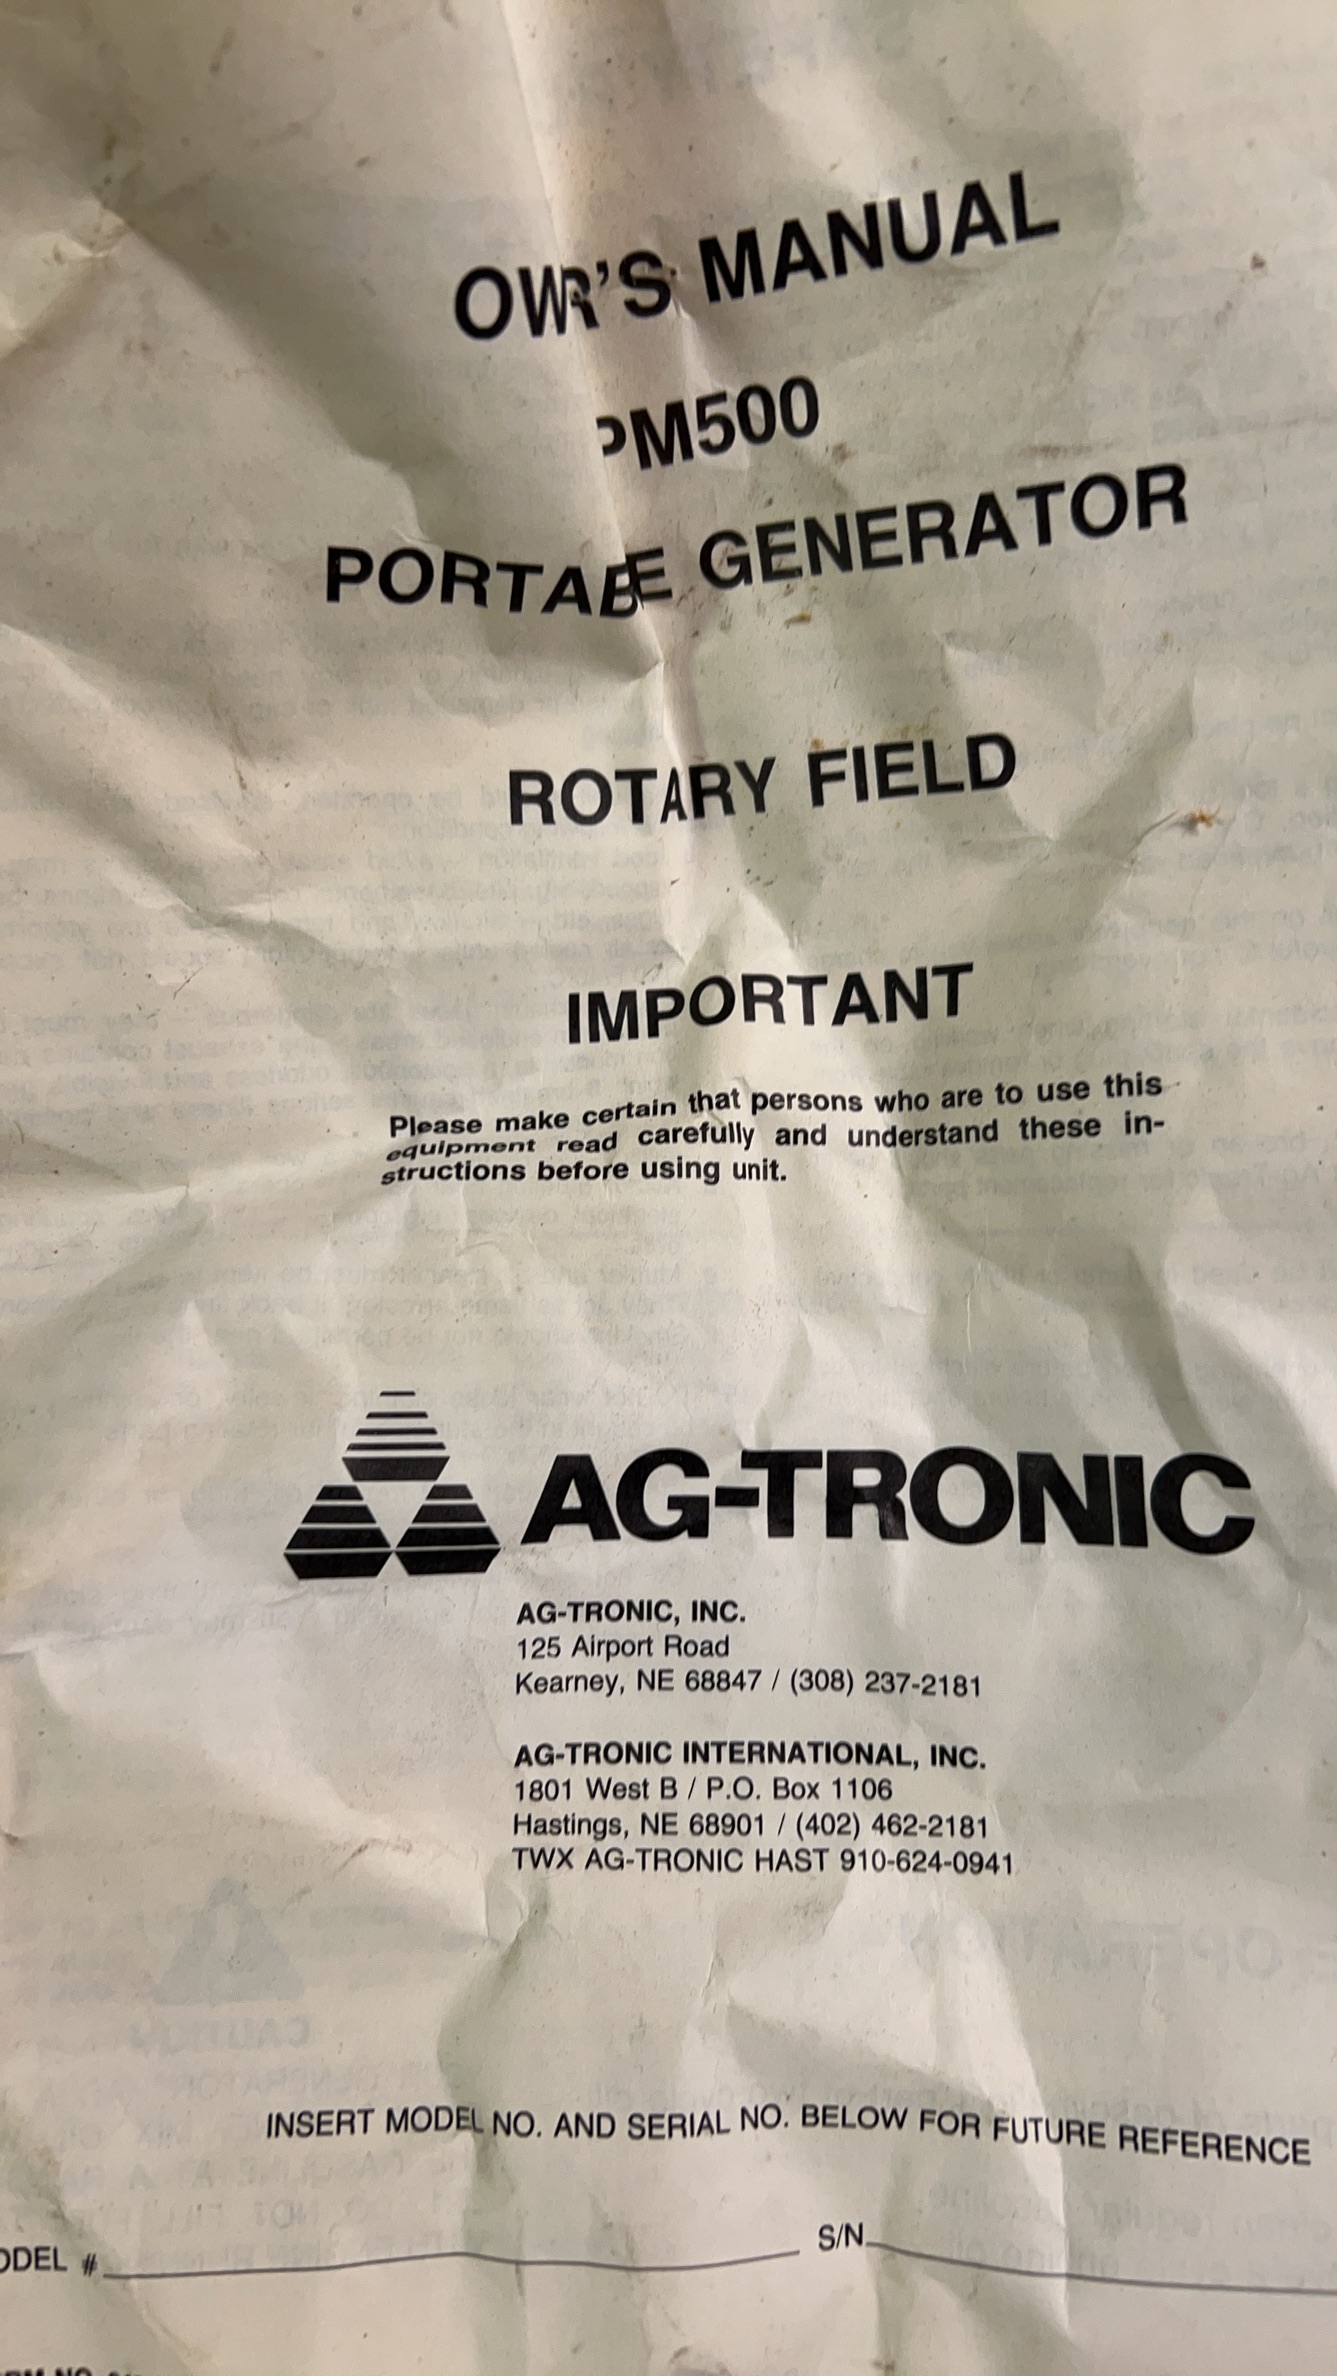 OWR'S MANUAL
PM500
PORTABE GENERATOR
ROTARY FIELD
IMPORTANT
Please make certain that persons who are to use this
equipment read carefully and understand these in-
structions before using unit.
AG-TRONIC
AG-TRONIC, INC.
125 Airport Road
Kearney, NE 68847 / (308) 237-2181
AG-TRONIC INTERNATIONAL, INC.
1801 West B / P.O. Box 1106
Hastings, NE 68901 / (402) 462-2181
TWX AG-TRONIC HAST 910-624-0941
INSERT MODEL NO. AND SERIAL NO. BELOW FOR FUTURE REFERENCE
ODEL # S/N